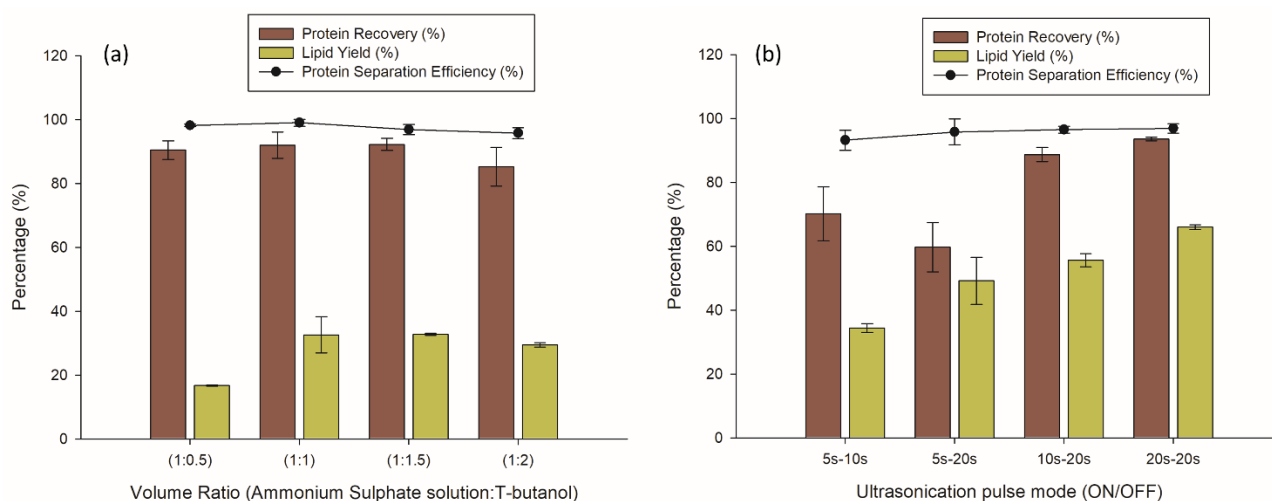 (a)
Protein Recovery (%)
Lipid Yield (%)
Protein Separation Efficiency (%)
Percentage (%)
120
100
80
60
40
20
0
(1:0.5) (1:1) (1:1.5) (1:2)
Volume Ratio (Ammonium Sulphate solution:T-butanol)
(b)
Protein Recovery (%)
Lipid Yield (%)
Protein Separation Efficiency (%)
Percentage (%)
120
100
80
60
40
20
0
5s-10s 5s-20s 10s-20s 20s-20s
Ultrasonication pulse mode (ON/OFF)